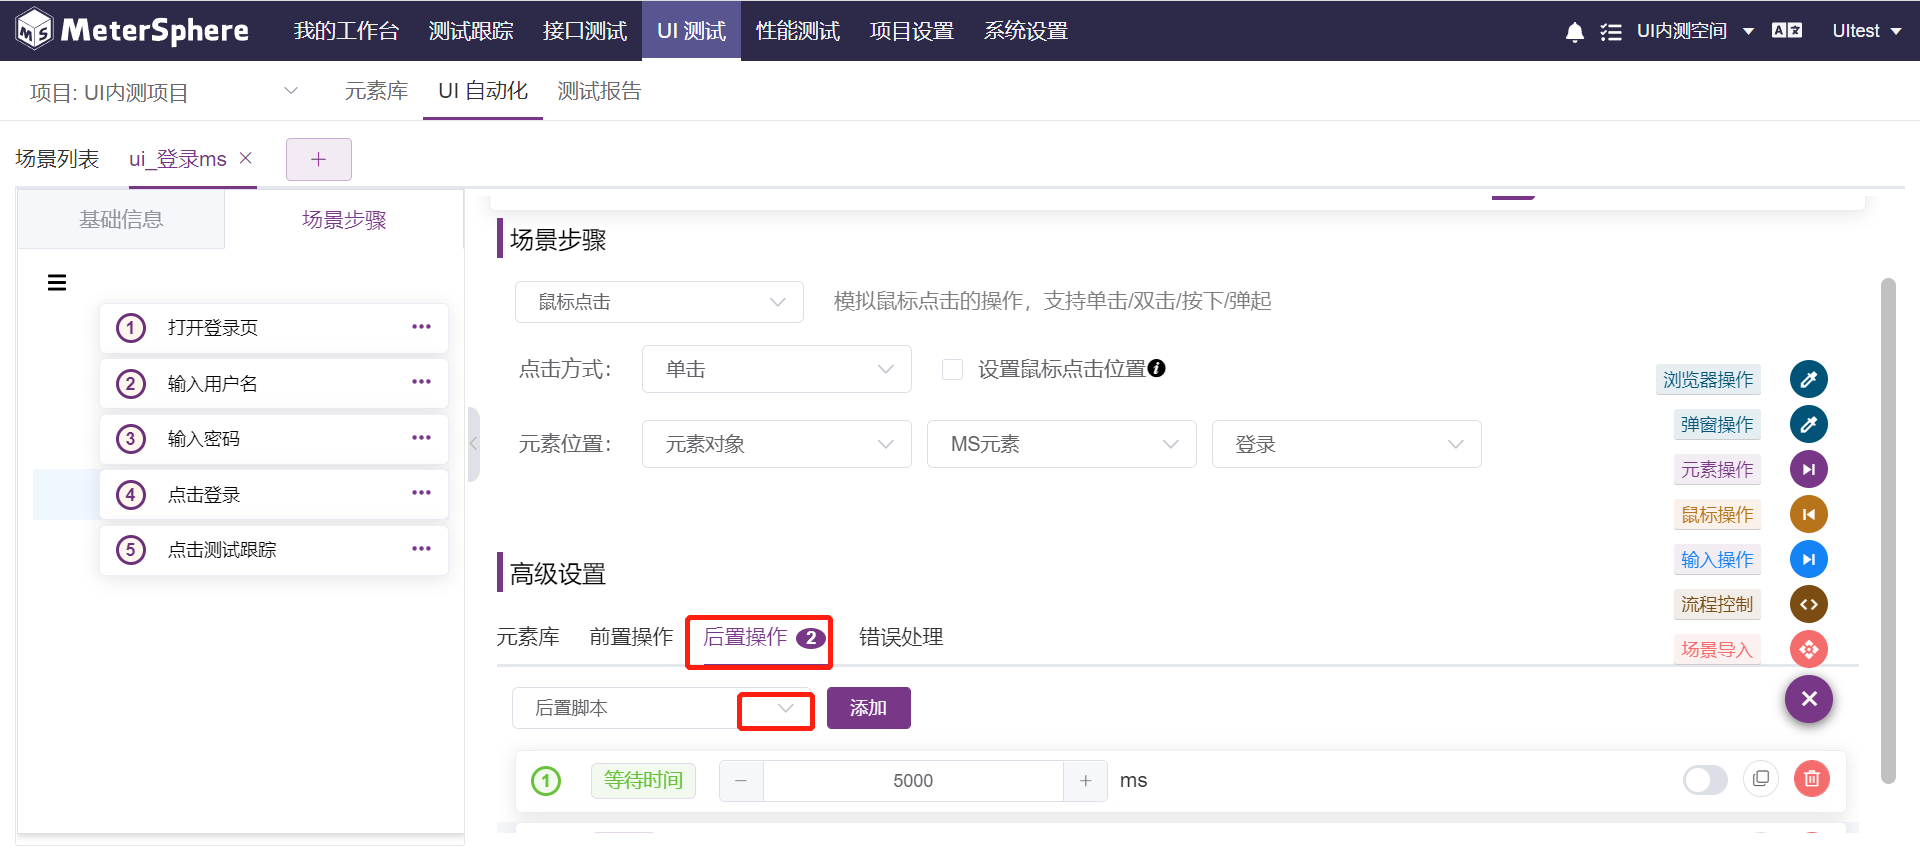 MeterSphere 我的工作台 测试跟踪 接口测试 UI 测试 性能测试 项目设置 系统设置 UI内测空间 UItest
项目: UI内测项目 元素库 UI 自动化 测试报告
场景列表 ui_登录ms
基础信息 场景步骤
1 打开登录页
2 输入用户名
3 输入密码
4 点击登录
5 点击测试跟踪
场景步骤
鼠标点击 模拟鼠标点击的操作，支持单击/双击/按下/弹起
点击方式： 单击 设置鼠标点击位置
元素位置： 元素对象 MS元素 登录
高级设置
元素库 前置操作 后置操作 2 错误处理
后置脚本 添加
1 等待时间 − 5000 + ms
浏览器操作
弹窗操作
元素操作
鼠标操作
输入操作
流程控制
场景导入